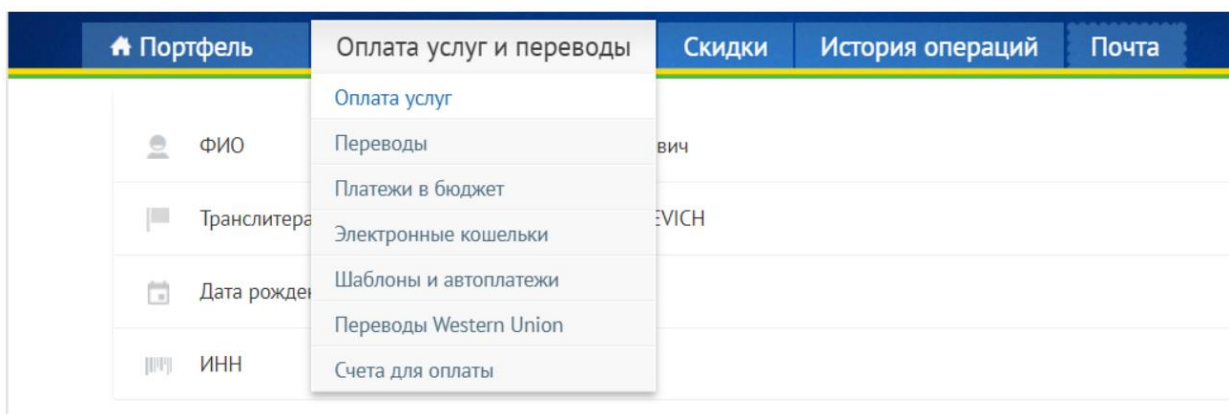 Портфель Оплата услуг и переводы Скидки История операций Почта
Оплата услуг
ФИО Переводы вич
Платежи в бюджет
Транслитера EVICH
Электронные кошельки
Дата рожде Шаблоны и автоплатежи
Переводы Western Union
ИНН Счета для оплаты